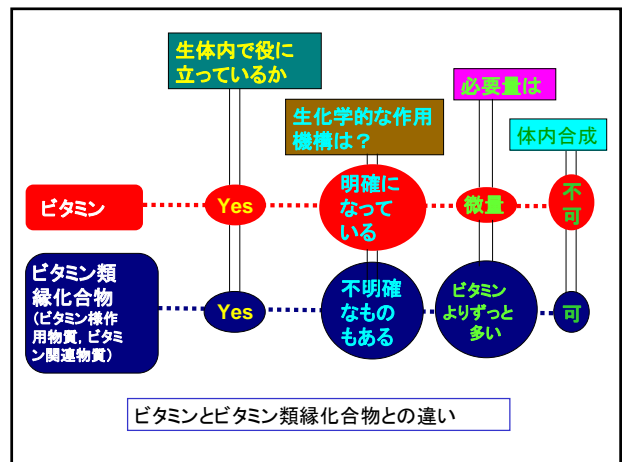 生体内で役に
立っているか
生化学的な作用
機構は？
必要量は
体内合成
ビタミン
Yes
明確に
なって
いる
微量
不
可
ビタミン類
縁化合物
(ビタミン様作
用物質，ビタミ
ン関連物質)
Yes
不明確
なもの
もある
ビタミン
よりずっと
多い
可
ビタミンとビタミン類縁化合物との違い